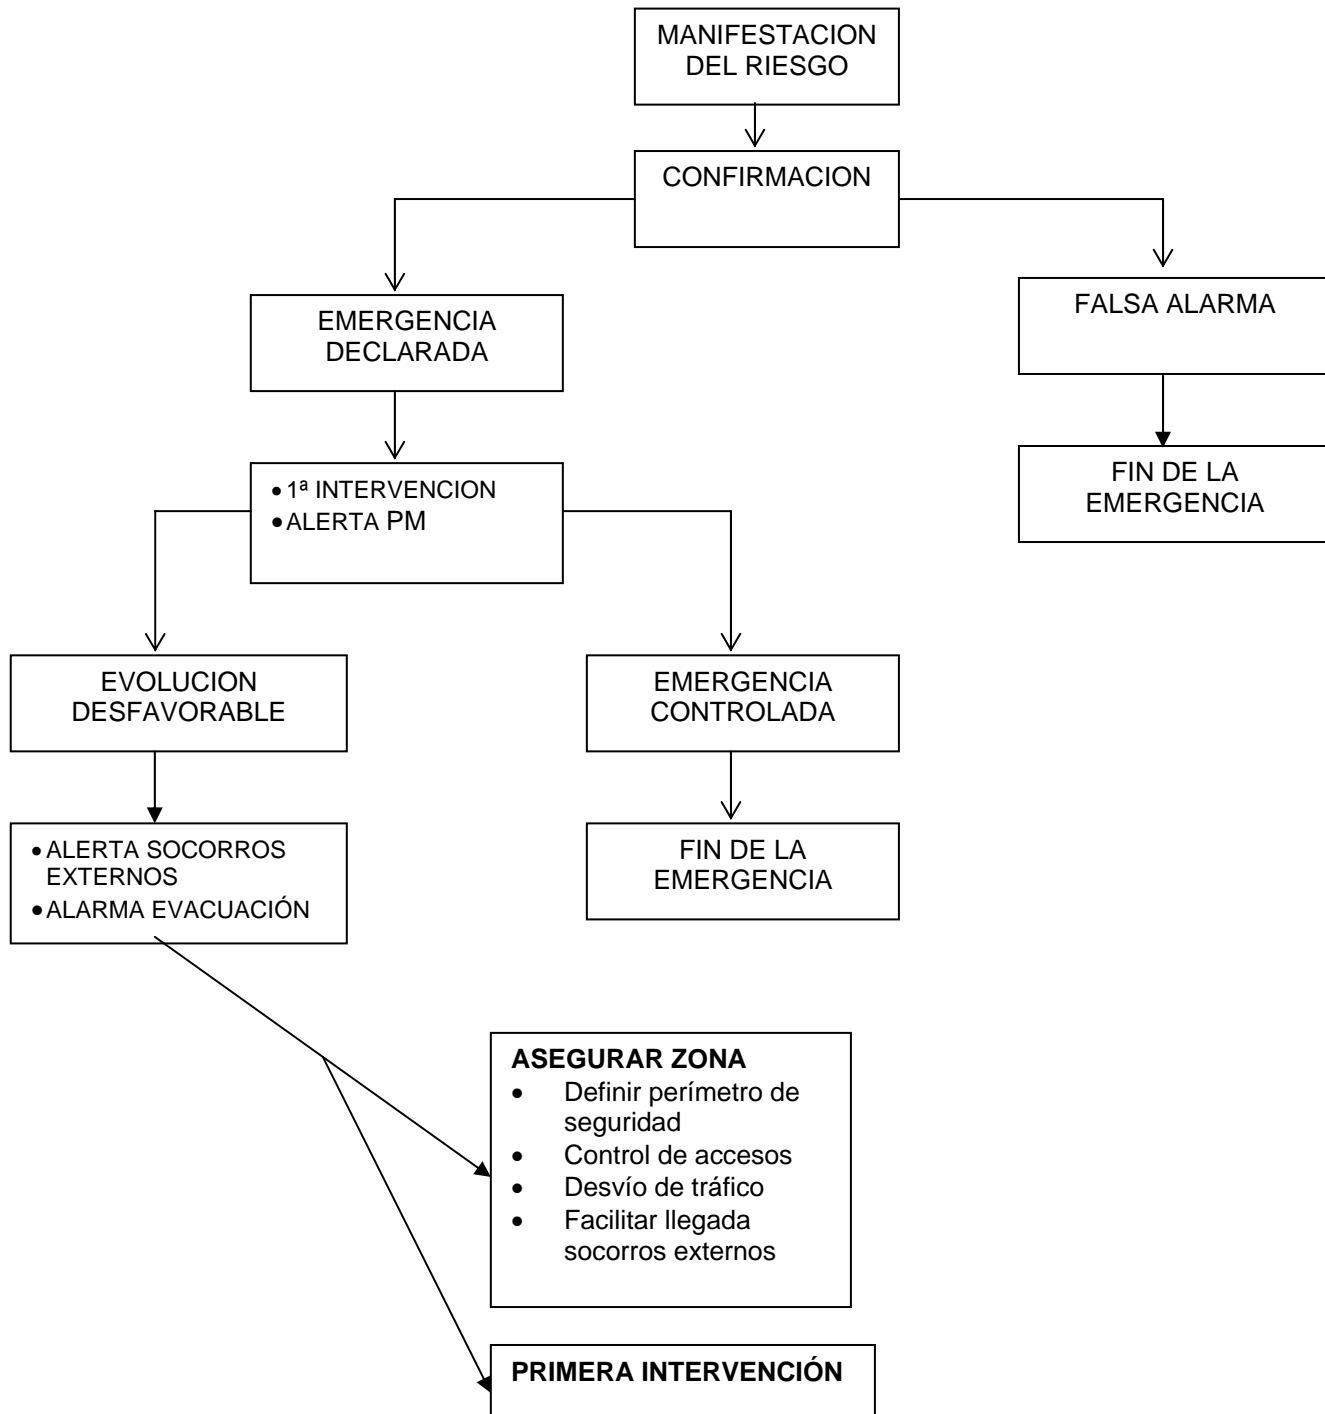 MANIFESTACION
DEL RIESGO
CONFIRMACION
EMERGENCIA
DECLARADA
FALSA ALARMA
• 1ª INTERVENCION
• ALERTA PM
FIN DE LA
EMERGENCIA
EVOLUCION
DESFAVORABLE
EMERGENCIA
CONTROLADA
• ALERTA SOCORROS
EXTERNOS
• ALARMA EVACUACIÓN
FIN DE LA
EMERGENCIA
ASEGURAR ZONA
• Definir perímetro de
seguridad
• Control de accesos
• Desvío de tráfico
• Facilitar llegada
socorros externos
PRIMERA INTERVENCIÓN